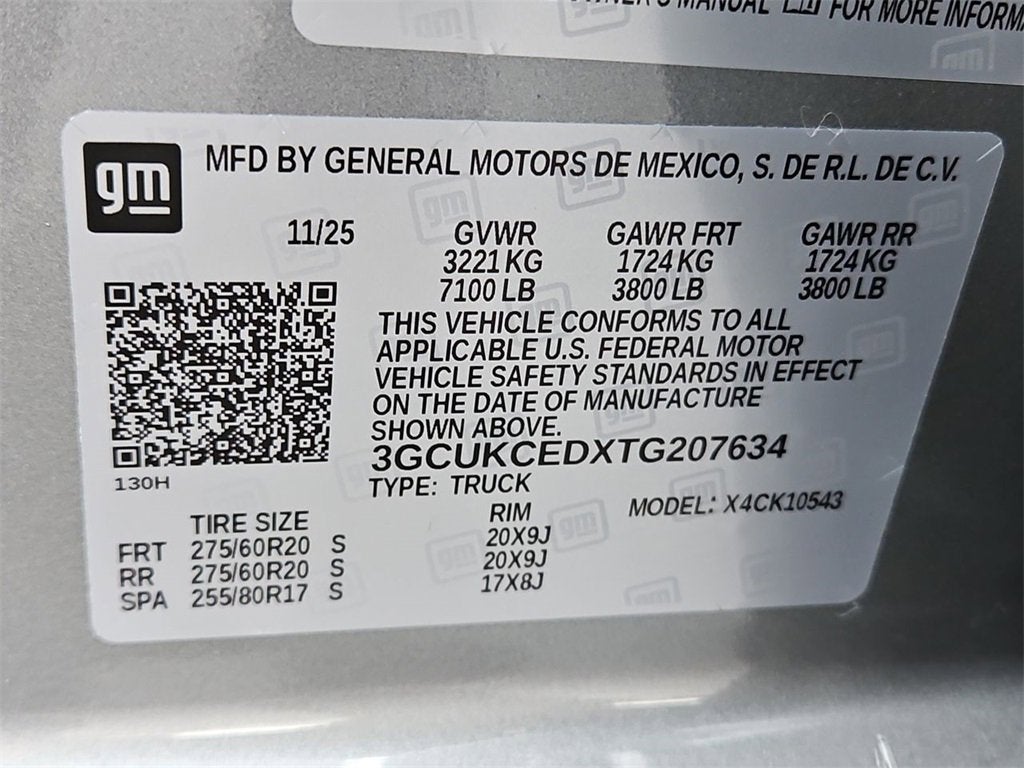 OWNER'S MANUAL FOR MORE INFORMA
gm
MFD BY GENERAL MOTORS DE MEXICO, S. DE R.L. DE C.V.
11/25 GVWR GAWR FRT GAWR RR
3221 KG 1724 KG 1724 KG
7100 LB 3800 LB 3800 LB
THIS VEHICLE CONFORMS TO ALL
APPLICABLE U.S. FEDERAL MOTOR
VEHICLE SAFETY STANDARDS IN EFFECT
ON THE DATE OF MANUFACTURE
SHOWN ABOVE.
3GCUKCEDXTG207634
130H
TYPE: TRUCK MODEL: X4CK10543
TIRE SIZE RIM
FRT 275/60R20 S 20X9J
RR 275/60R20 S 20X9J
SPA 255/80R17 S 17X8J